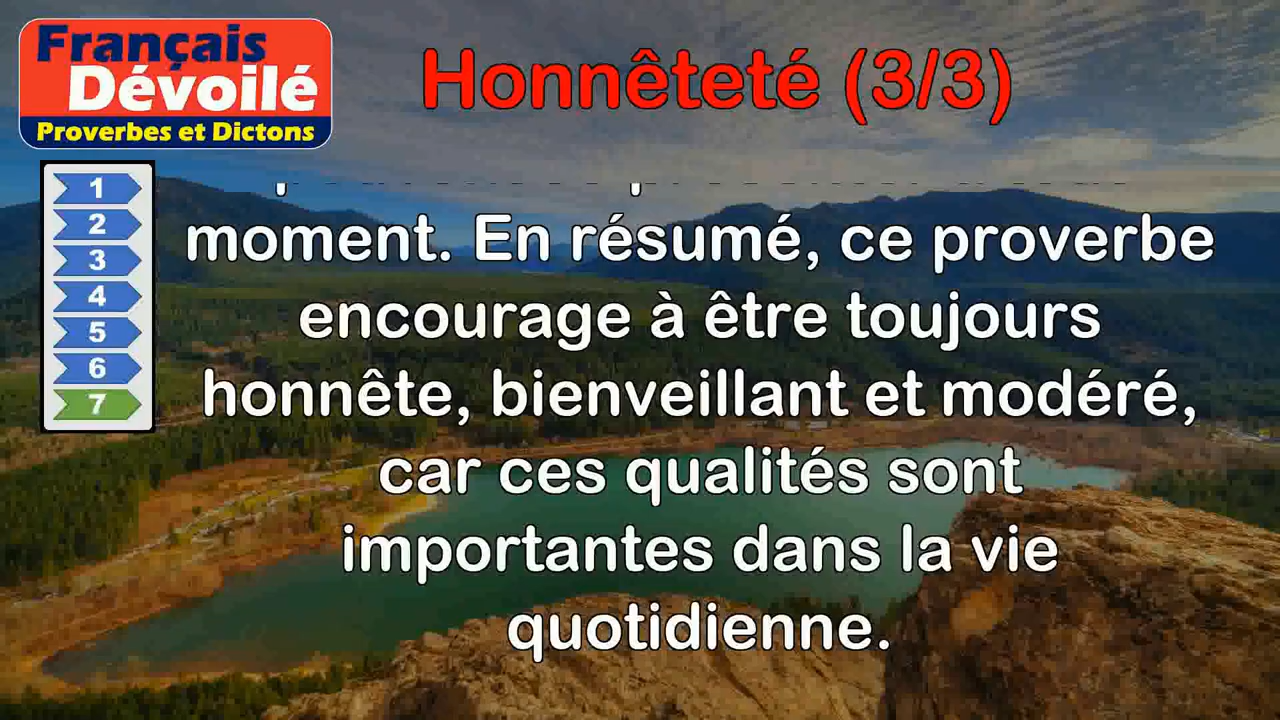 Français
Dévoilé
Proverbes et Dictons
Honnêteté (3/3)
1
2
3
4
5
6
7
moment. En résumé, ce proverbe
encourage à être toujours
honnête, bienveillant et modéré,
car ces qualités sont
importantes dans la vie
quotidienne.